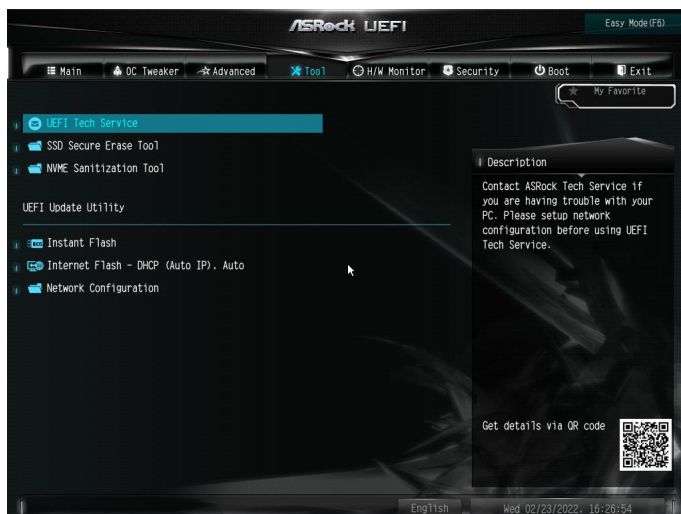 ASRock UEFI
Easy Mode(F6)
Main
OC Tweaker
Advanced
Tool
H/W Monitor
Security
Boot
Exit
My Favorite
UEFI Tech Service
SSD Secure Erase Tool
NVME Sanitization Tool
UEFI Update Utility
Instant Flash
Internet Flash - DHCP (Auto IP), Auto
Network Configuration
Description
Contact ASRock Tech Service if
you are having trouble with your
PC. Please setup network
configuration before using UEFI
Tech Service.
Get details via QR code
English
Wed 02/23/2022, 16:26:54